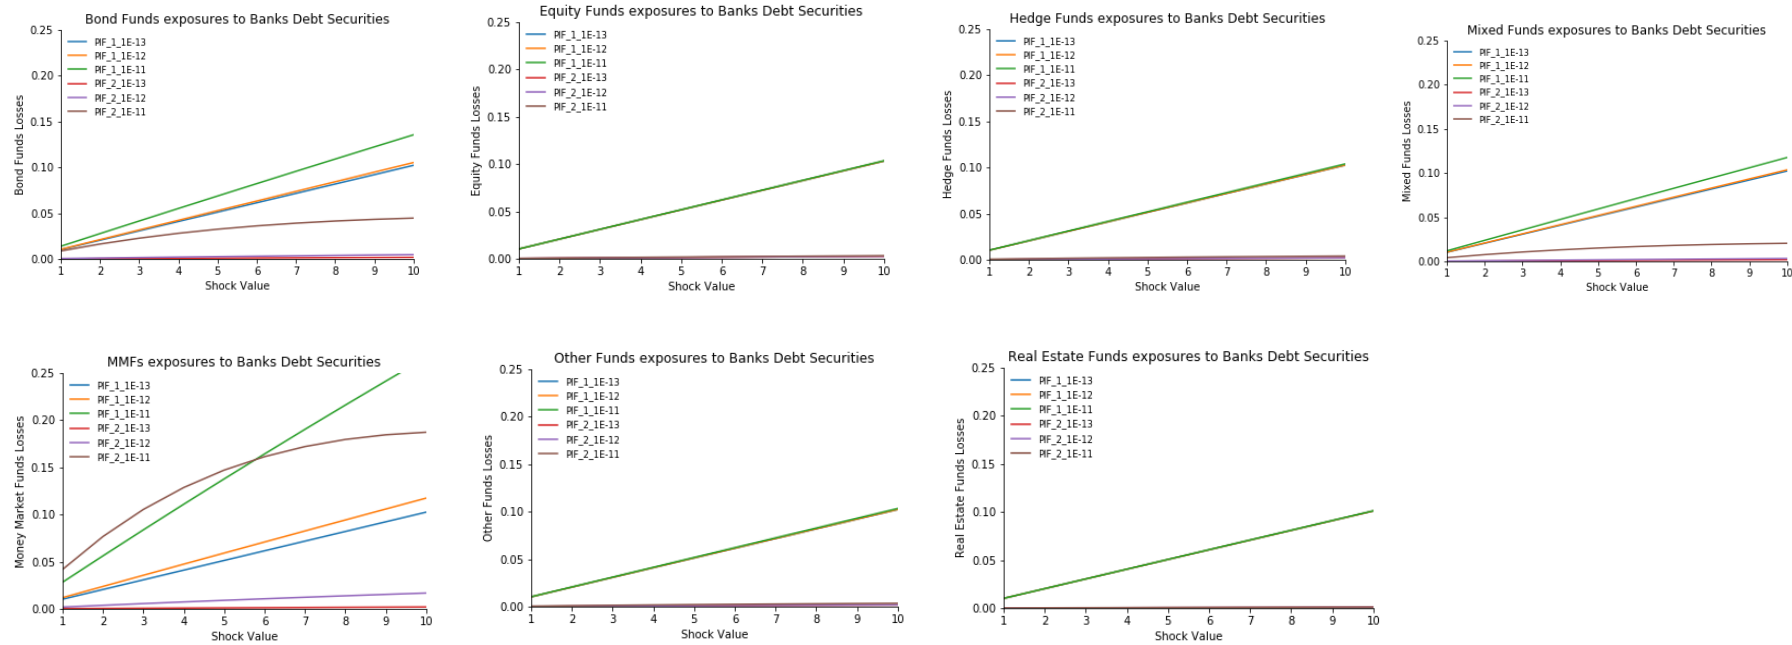 Bond Funds exposures to Banks Debt Securities
0.25
0.20
0.15
0.10
0.05
0.00
Bond Funds Losses
PIF_1_1E-13
PIF_1_1E-12
PIF_1_1E-11
PIF_2_1E-13
PIF_2_1E-12
PIF_2_1E-11
1 2 3 4 5 6 7 8 9 10
Shock Value
Equity Funds exposures to Banks Debt Securities
0.25
0.20
0.15
0.10
0.05
0.00
Equity Funds Losses
PIF_1_1E-13
PIF_1_1E-12
PIF_1_1E-11
PIF_2_1E-13
PIF_2_1E-12
PIF_2_1E-11
1 2 3 4 5 6 7 8 9 10
Shock Value
Hedge Funds exposures to Banks Debt Securities
0.25
0.20
0.15
0.10
0.05
0.00
Hedge Funds Losses
PIF_1_1E-13
PIF_1_1E-12
PIF_1_1E-11
PIF_2_1E-13
PIF_2_1E-12
PIF_2_1E-11
1 2 3 4 5 6 7 8 9 10
Shock Value
Mixed Funds exposures to Banks Debt Securities
0.25
0.20
0.15
0.10
0.05
0.00
Mixed Funds Losses
PIF_1_1E-13
PIF_1_1E-12
PIF_1_1E-11
PIF_2_1E-13
PIF_2_1E-12
PIF_2_1E-11
1 2 3 4 5 6 7 8 9 10
Shock Value
MMFs exposures to Banks Debt Securities
0.25
0.20
0.15
0.10
0.05
0.00
Money Market Funds Losses
PIF_1_1E-13
PIF_1_1E-12
PIF_1_1E-11
PIF_2_1E-13
PIF_2_1E-12
PIF_2_1E-11
1 2 3 4 5 6 7 8 9 10
Shock Value
Other Funds exposures to Banks Debt Securities
0.25
0.20
0.15
0.10
0.05
0.00
Other Funds Losses
PIF_1_1E-13
PIF_1_1E-12
PIF_1_1E-11
PIF_2_1E-13
PIF_2_1E-12
PIF_2_1E-11
1 2 3 4 5 6 7 8 9 10
Shock Value
Real Estate Funds exposures to Banks Debt Securities
0.25
0.20
0.15
0.10
0.05
0.00
Real Estate Funds Losses
PIF_1_1E-13
PIF_1_1E-12
PIF_1_1E-11
PIF_2_1E-13
PIF_2_1E-12
PIF_2_1E-11
1 2 3 4 5 6 7 8 9 10
Shock Value